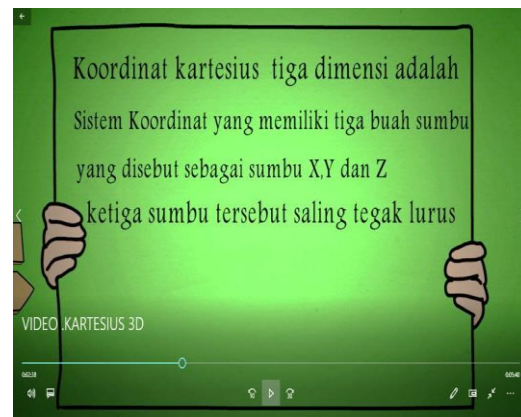 Koordinat kartesius tiga dimensi adalah
Sistem Koordinat yang memiliki tiga buah sumbu
yang disebut sebagai sumbu X,Y dan Z
ketiga sumbu tersebut saling tegak lurus
VIDEO .KARTESIUS 3D